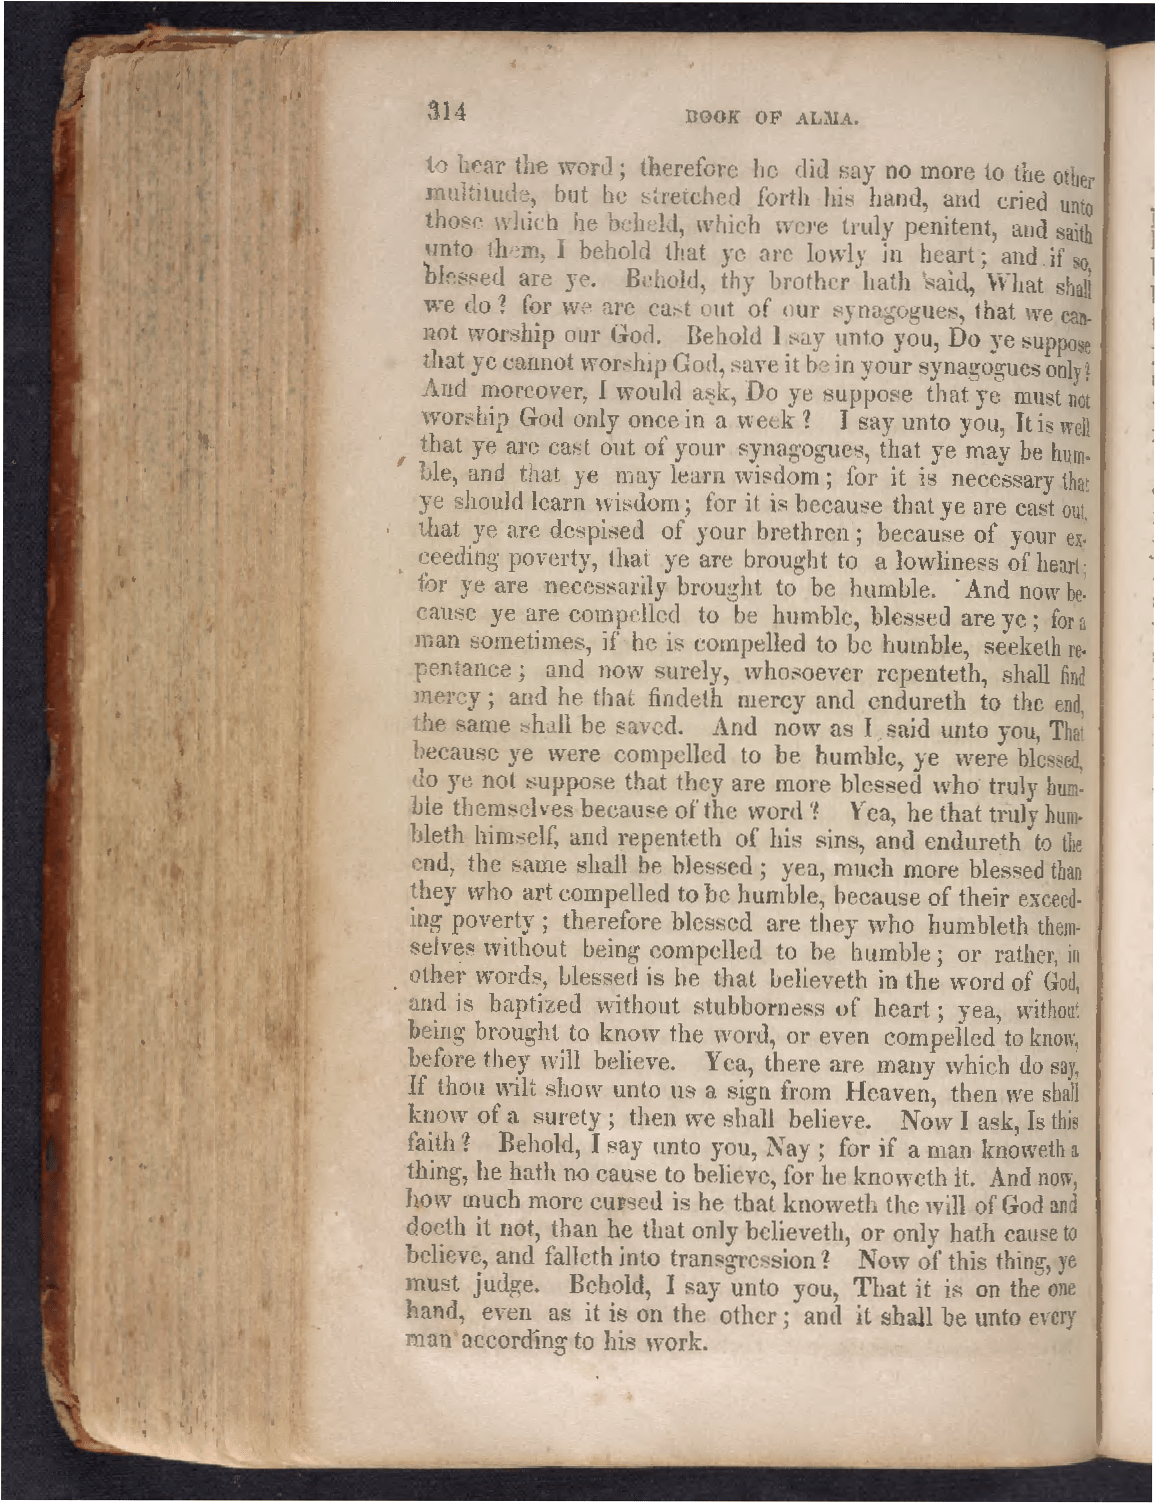 314 BOOK OF ALMA.
to hear the word; therefore he did say no more to the other
multitude, but he stretched forth his hand, and cried unto
those which he beheld, which were truly penitent, and saith
unto them, I behold that ye are lowly in heart; and if so,
blessed are ye. Behold, thy brother hath said, What shall
we do? for we are cast out of our synagogues, that we can-
not worship our God. Behold I say unto you, Do ye suppose
that ye cannot worship God, save it be in your synagogues only?
And moreover, I would ask, Do ye suppose that ye must not
worship God only once in a week? I say unto you, It is well
that ye are cast out of your synagogues, that ye may be hum-
ble, and that ye may learn wisdom; for it is necessary that
ye should learn wisdom; for it is because that ye are cast out,
that ye are despised of your brethren; because of your ex-
ceeding poverty, that ye are brought to a lowliness of heart;
for ye are necessarily brought to be humble. And now be-
cause ye are compelled to be humble, blessed are ye; for a
man sometimes, if he is compelled to be humble, seeketh re-
pentance; and now surely, whosoever repenteth, shall find
mercy; and he that findeth mercy and endureth to the end,
the same shall be saved. And now as I said unto you, That
because ye were compelled to be humble, ye were blessed,
do ye not suppose that they are more blessed who truly hum-
ble themselves because of the word? Yea, he that truly hum-
bleth himself, and repenteth of his sins, and endureth to the
end, the same shall be blessed; yea, much more blessed than
they who art compelled to be humble, because of their exceed-
ing poverty; therefore blessed are they who humbleth them-
selves without being compelled to be humble; or rather, in
other words, blessed is he that believeth in the word of God,
and is baptized without stubborness of heart; yea, without
being brought to know the word, or even compelled to know,
before they will believe. Yea, there are many which do say,
If thou wilt show unto us a sign from Heaven, then we shall
know of a surety; then we shall believe. Now I ask, Is this
faith? Behold, I say unto you, Nay; for if a man knoweth a
thing, he hath no cause to believe, for he knoweth it. And now,
how much more cursed is he that knoweth the will of God and
doeth it not, than he that only believeth, or only hath cause to
believe, and falleth into transgression? Now of this thing, ye
must judge. Behold, I say unto you, That it is on the one
hand, even as it is on the other; and it shall be unto every
man according to his work.